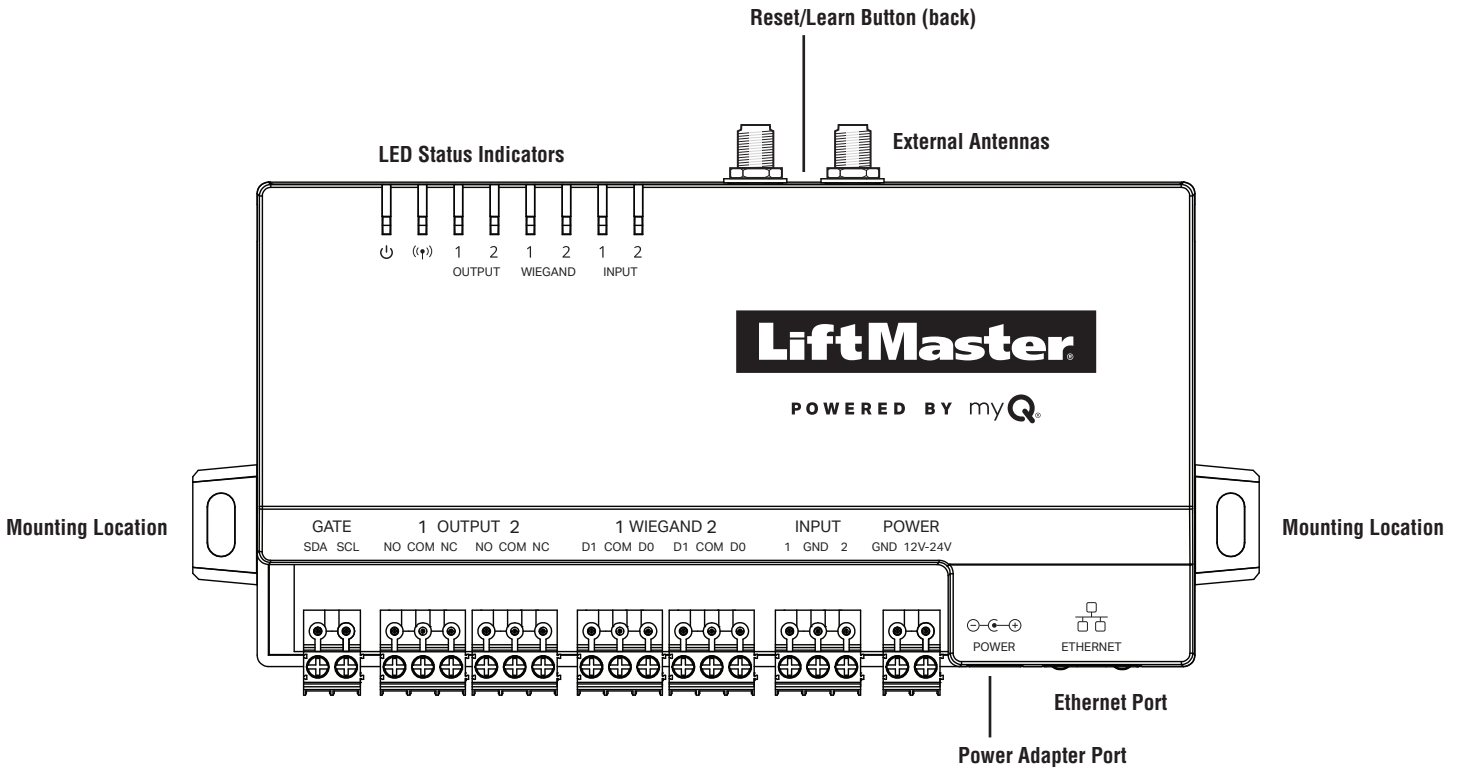 Reset/Learn Button (back)
LED Status Indicators
External Antennas
1 2 1 2 1 2
OUTPUT WIEGAND INPUT
LiftMaster®
POWERED BY myQ®
Mounting Location
Mounting Location
GATE 1 OUTPUT 2 1 WIEGAND 2 INPUT POWER
SDA SCL NO COM NC NO COM NC D1 COM D0 D1 COM D0 1 GND 2 GND 12V-24V
POWER ETHERNET
Ethernet Port
Power Adapter Port